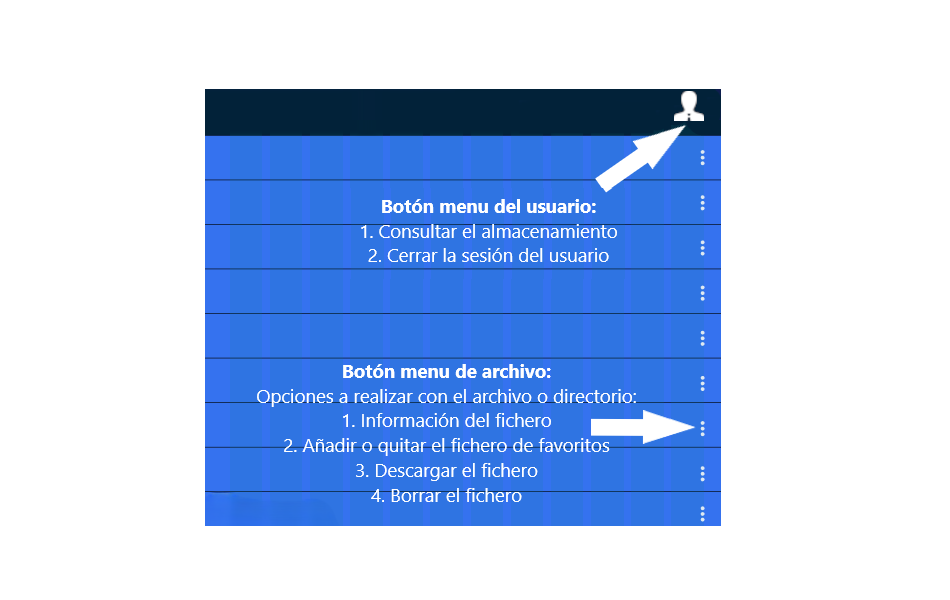 Botón menu del usuario:
1. Consultar el almacenamiento
2. Cerrar la sesión del usuario
Botón menu de archivo:
Opciones a realizar con el archivo o directorio:
1. Información del fichero
2. Añadir o quitar el fichero de favoritos
3. Descargar el fichero
4. Borrar el fichero